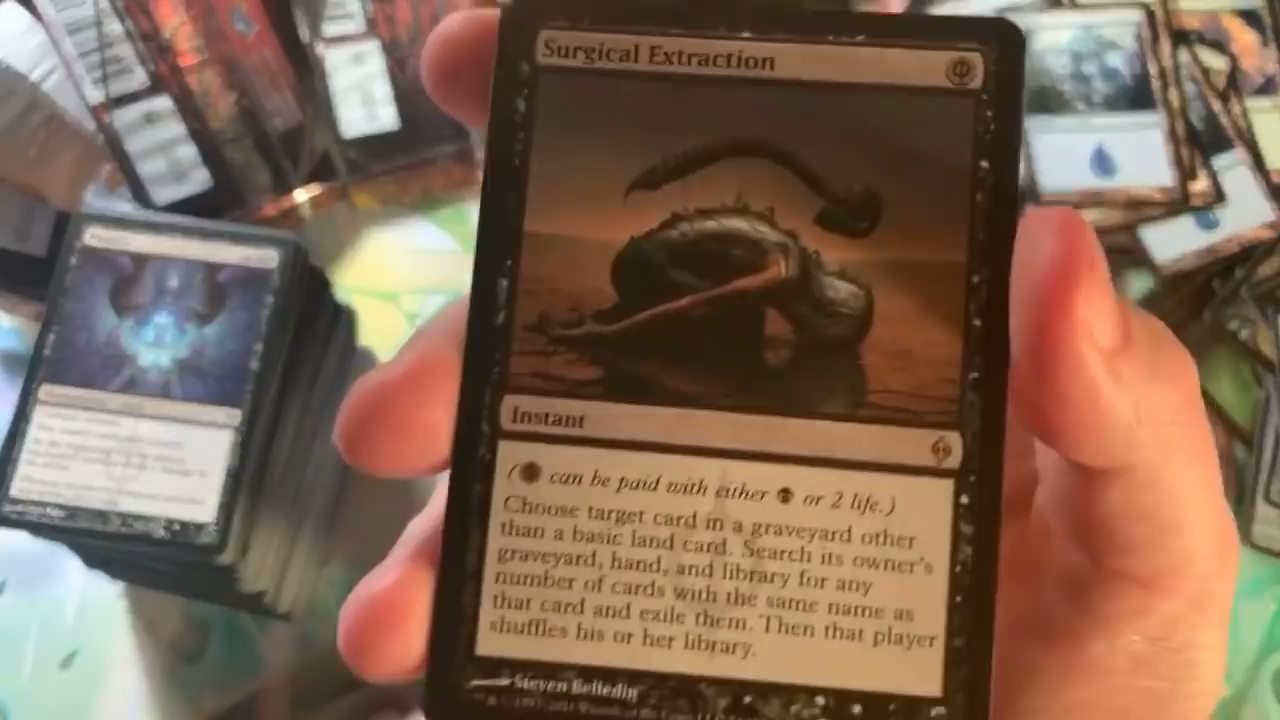 Surgical Extraction
Instant
( can be paid with either or 2 life.)
Choose target card in a graveyard other
than a basic land card. Search its owner's
graveyard, hand, and library for any
number of cards with the same name as
that card and exile them. Then that player
shuffles his or her library.
Steven Belledin